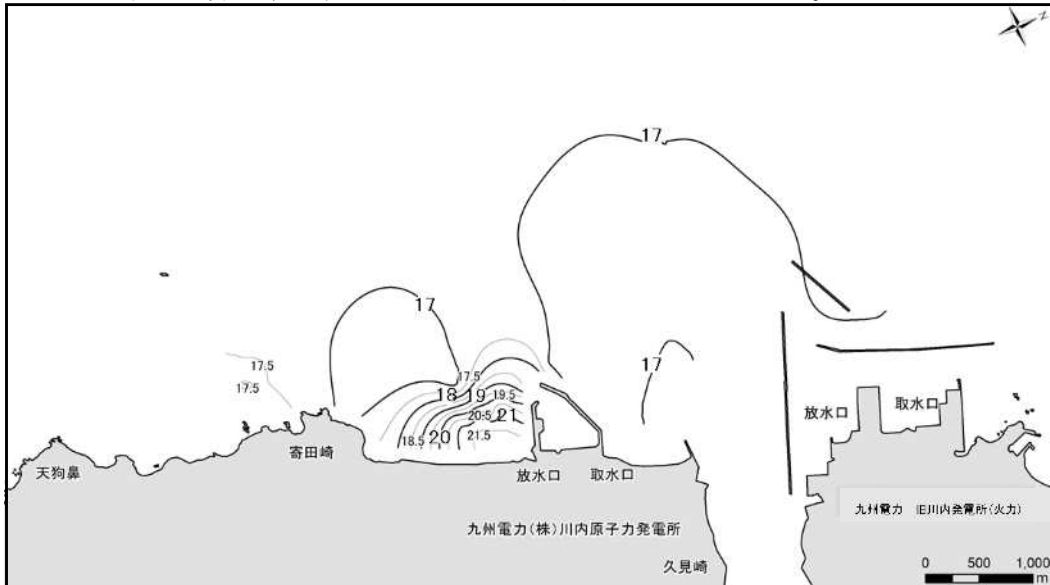 N
17
17
17
17.5
17.5
17.5
18
19
19.5
20.5
21
18.5
20
21.5
放水口
取水口
寄田崎
天狗鼻
放水口
取水口
九州電力(株)川内原子力発電所
九州電力 旧川内発電所(火力)
久見崎
0 500 1,000
m